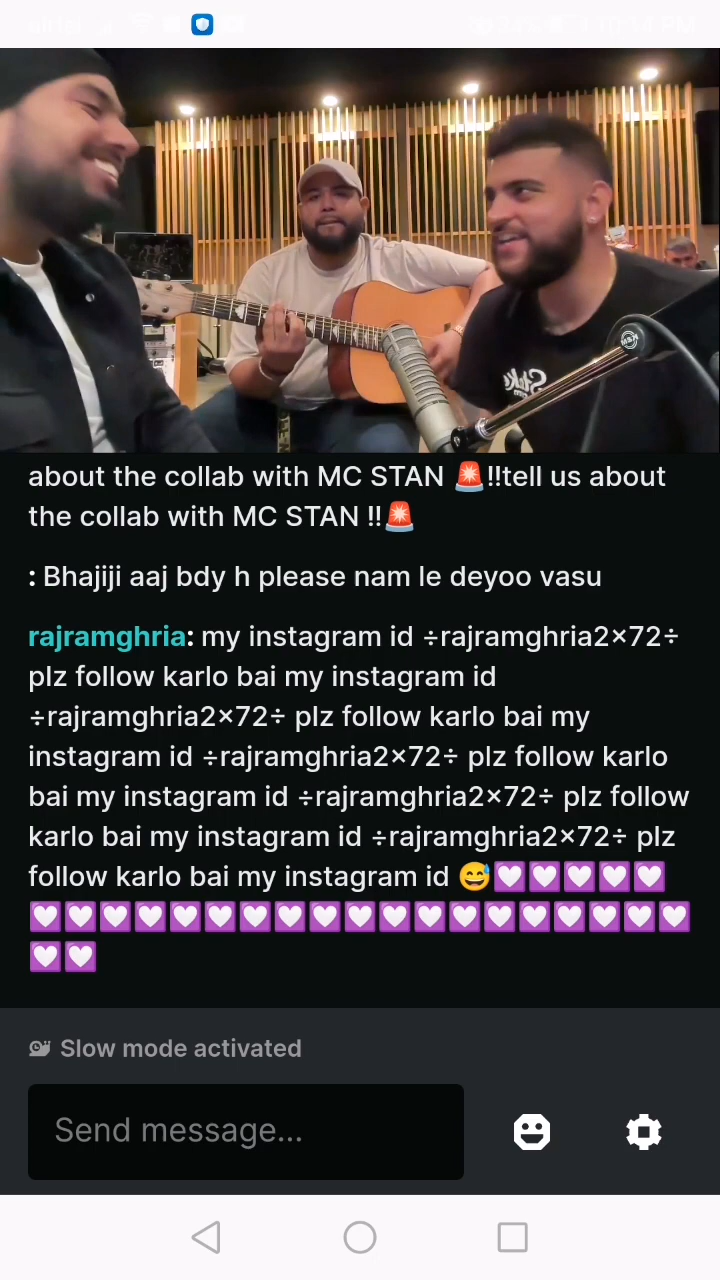 about the collab with MC STAN 🚨!!tell us about
the collab with MC STAN !!🚨
: Bhajiji aaj bdy h please nam le deyoo vasu
rajramghria: my instagram id ÷rajramghria2×72÷
plz follow karlo bai my instagram id
÷rajramghria2×72÷ plz follow karlo bai my
instagram id ÷rajramghria2×72÷ plz follow karlo
bai my instagram id ÷rajramghria2×72÷ plz follow
karlo bai my instagram id ÷rajramghria2×72÷ plz
follow karlo bai my instagram id 😅💟💟💟💟💟
💟💟💟💟💟💟💟💟💟💟💟💟💟💟💟💟💟💟💟
💟💟
Slow mode activated
Send message...